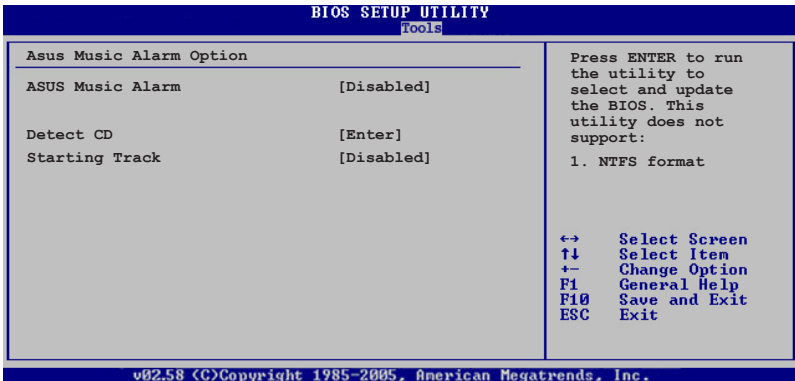 BIOS SETUP UTILITY
Tools
Asus Music Alarm Option
ASUS Music Alarm [Disabled]
Detect CD [Enter]
Starting Track [Disabled]
Press ENTER to run
the utility to
select and update
the BIOS. This
utility does not
support:
1. NTFS format
←→ Select Screen
↑↓ Select Item
+- Change Option
F1 General Help
F10 Save and Exit
ESC Exit
v02.58 (C)Copyright 1985-2005, American Megatrends, Inc.